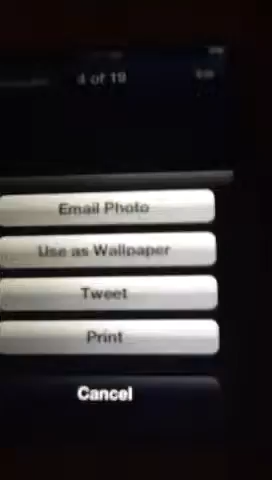 4 of 19
Email Photo
Use as Wallpaper
Tweet
Print
Cancel